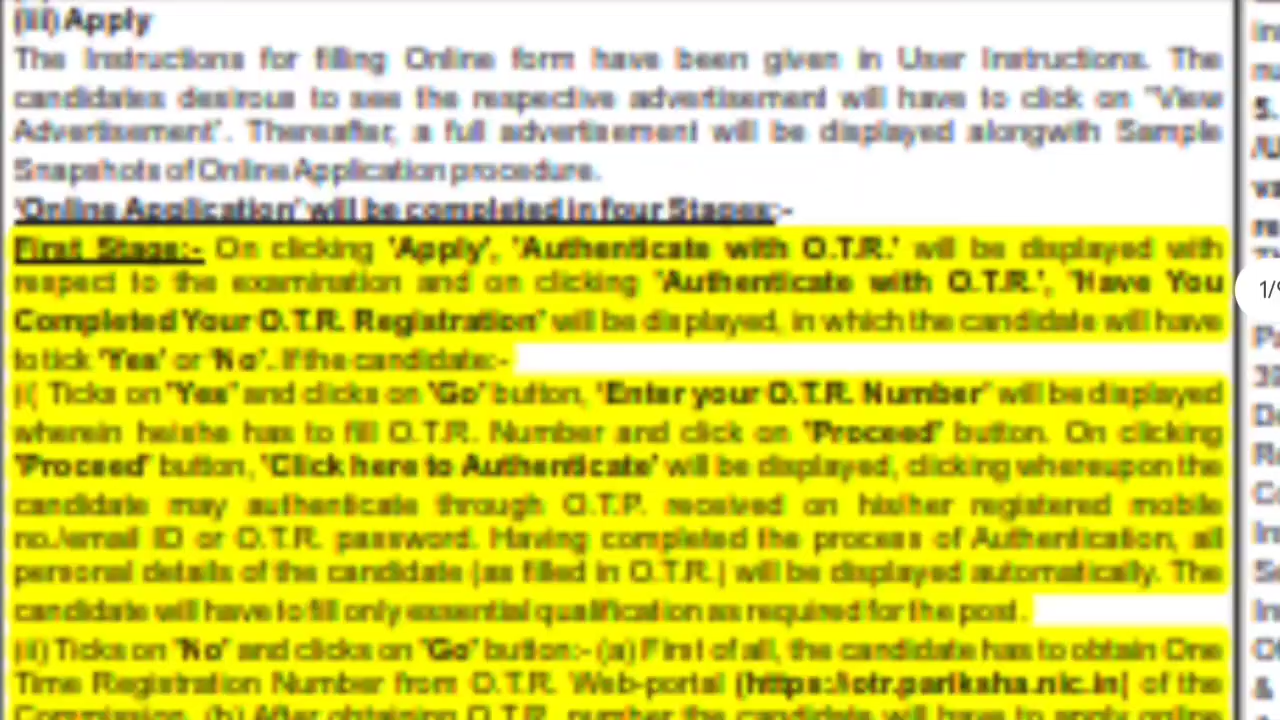 (iii) Apply
The Instructions for filling Online form have been given in User Instructions. The
candidates desirous to see the respective advertisement will have to click on "View
Advertisement". Thereafter, a full advertisement will be displayed alongwith Sample
Snapshots of Online Application procedure.
'Online Application' will be completed in four Stages:-
First Stage:- On clicking 'Apply', 'Authenticate with O.T.R.' will be displayed with
respect to the examination and on clicking 'Authenticate with O.T.R.', 'Have You
Completed Your O.T.R. Registration' will be displayed, in which the candidate will have
to tick 'Yes' or 'No'. If the candidate:-
(i( Ticks on 'Yes' and clicks on 'Go' button, 'Enter your O.T.R. Number' will be displayed
wherein he/she has to fill O.T.R. Number and click on 'Proceed' button. On clicking
'Proceed' button, 'Click here to Authenticate' will be displayed, clicking whereupon the
candidate may authenticate through O.T.P. received on his/her registered mobile
no./email ID or O.T.R. password. Having completed the process of Authentication, all
personal details of the candidate (as filled in O.T.R.) will be displayed automatically. The
candidate will have to fill only essential qualification as required for the post.
(ii) Ticks on 'No' and clicks on 'Go' button:- (a) First of all, the candidate has to obtain One
Time Registration Number from O.T.R. Web-portal (https://otr.pariksha.nic.in( of the
Commission. (b) After obtaining O.T.R. number the candidate will have to apply online